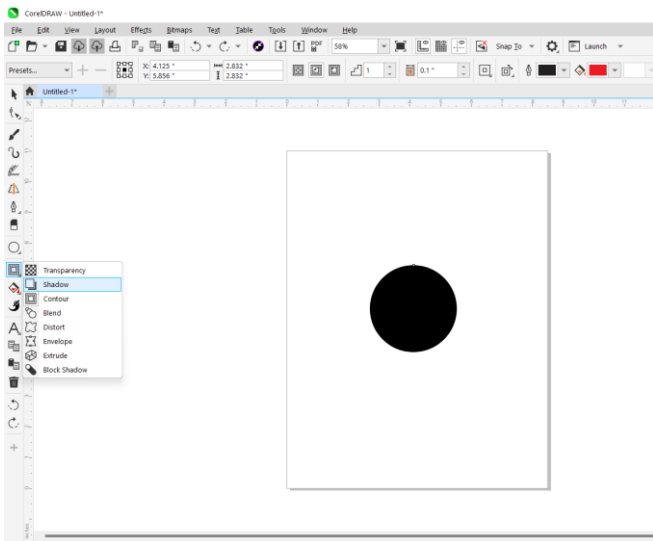 CorelDRAW - Untitled-1*
File Edit View Layout Effects Bitmaps Text Table Tools Window Help
PDF 58% Snap To Launch
Presets... X: 4.125 " Y: 5.856 " 2.832 " 2.832 " 1 0.1 "
Untitled-1*
Transparency
Shadow
Contour
Blend
Distort
Envelope
Extrude
Block Shadow